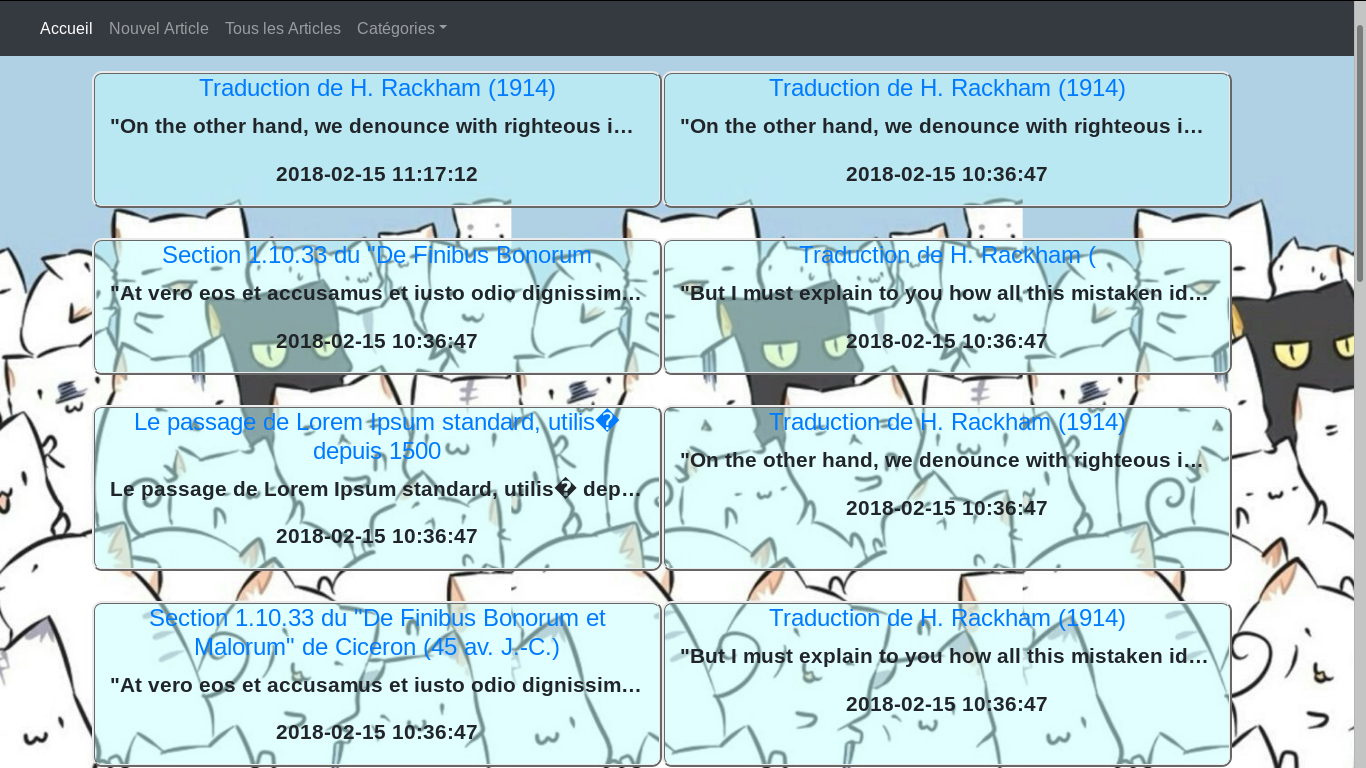 Accueil Nouvel Article Tous les Articles Catégories
Traduction de H. Rackham (1914)
"On the other hand, we denounce with righteous i…
2018-02-15 11:17:12
Traduction de H. Rackham (1914)
"On the other hand, we denounce with righteous i…
2018-02-15 10:36:47
Section 1.10.33 du "De Finibus Bonorum
"At vero eos et accusamus et iusto odio dignissim…
2018-02-15 10:36:47
Traduction de H. Rackham (
"But I must explain to you how all this mistaken id…
2018-02-15 10:36:47
Le passage de Lorem Ipsum standard, utilis�
depuis 1500
Le passage de Lorem Ipsum standard, utilis� dep…
2018-02-15 10:36:47
Traduction de H. Rackham (1914)
"On the other hand, we denounce with righteous i…
2018-02-15 10:36:47
Section 1.10.33 du "De Finibus Bonorum et
Malorum" de Ciceron (45 av. J.-C.)
"At vero eos et accusamus et iusto odio dignissim…
2018-02-15 10:36:47
Traduction de H. Rackham (1914)
"But I must explain to you how all this mistaken id…
2018-02-15 10:36:47